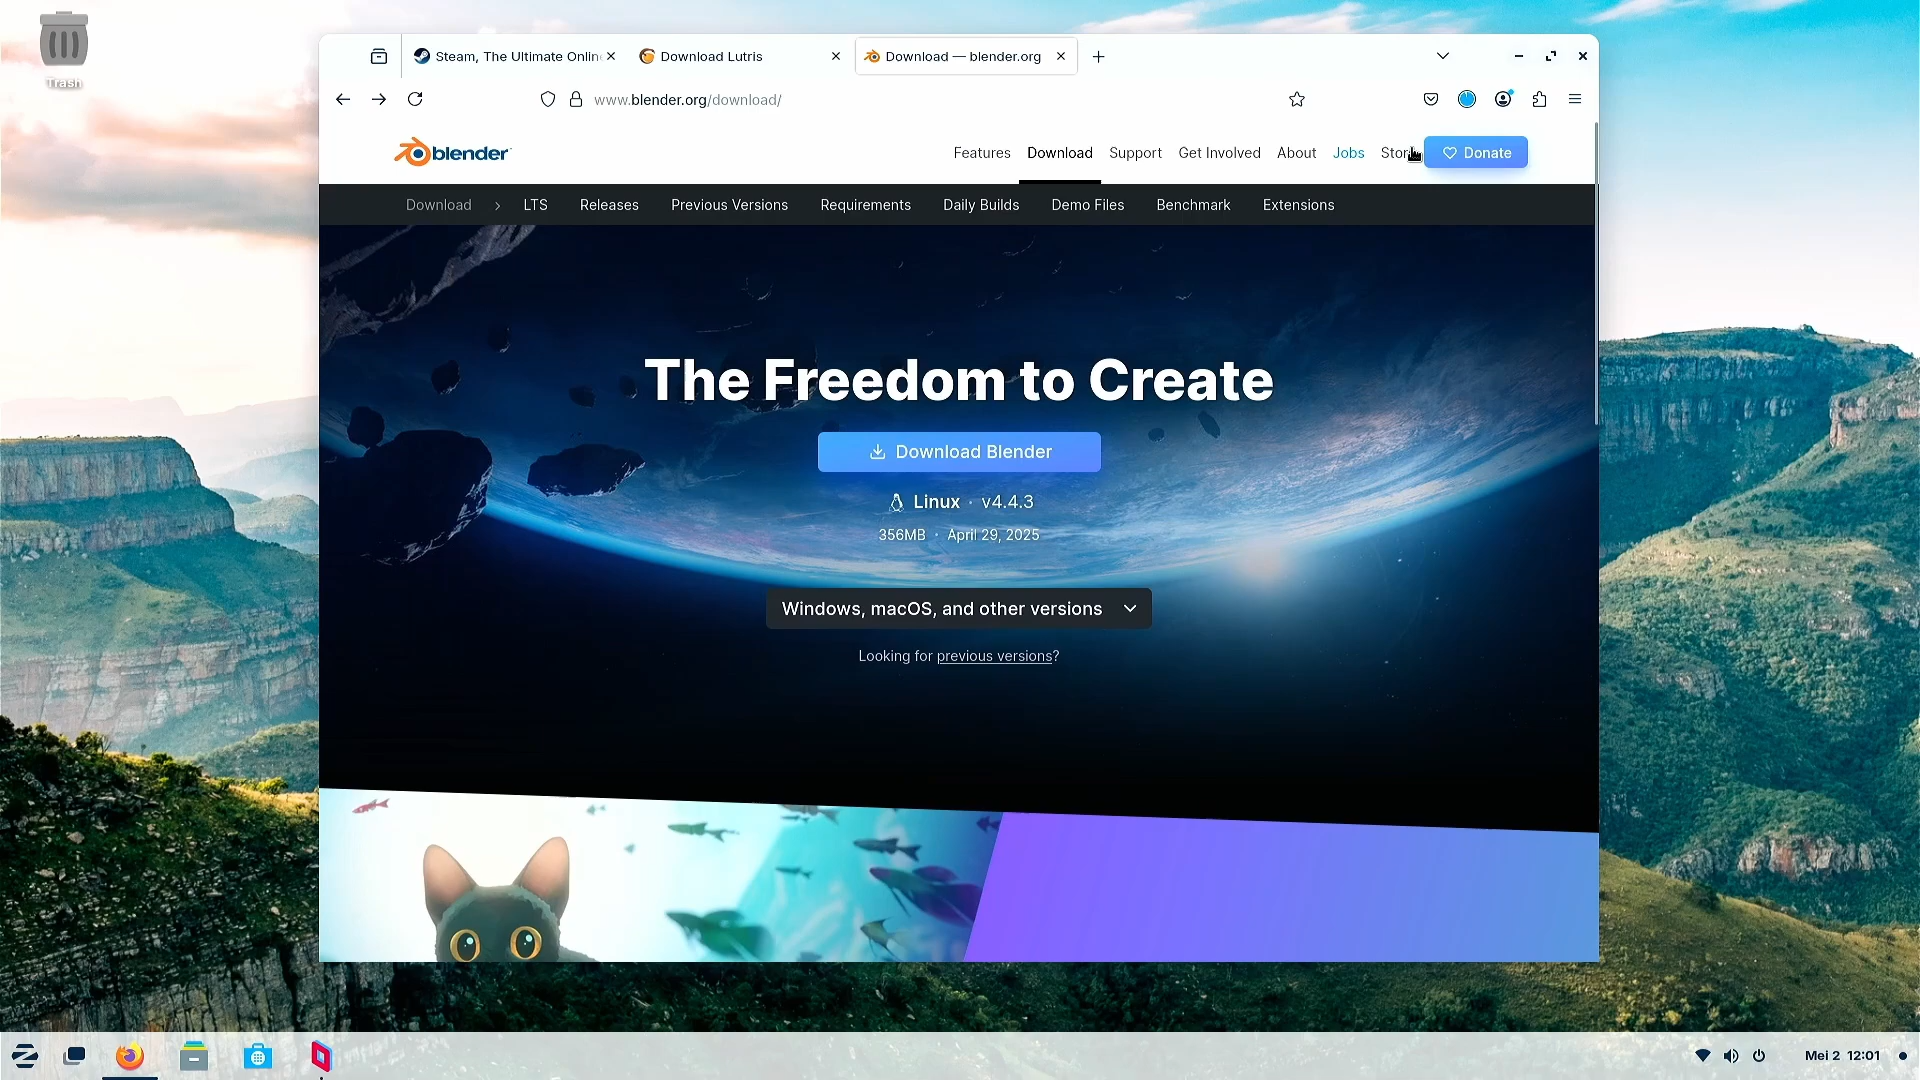 Trash
Steam, The Ultimate Onlin
Download Lutris
Download — blender.org
www.blender.org/download/
blender
Features
Download
Support
Get Involved
About
Jobs
Donate
Download
LTS
Releases
Previous Versions
Requirements
Daily Builds
Demo Files
Benchmark
Extensions
The Freedom to Create
Download Blender
Linux · v4.4.3
356MB · April 29, 2025
Windows, macOS, and other versions
Looking for previous versions?
Mei 2 12:01